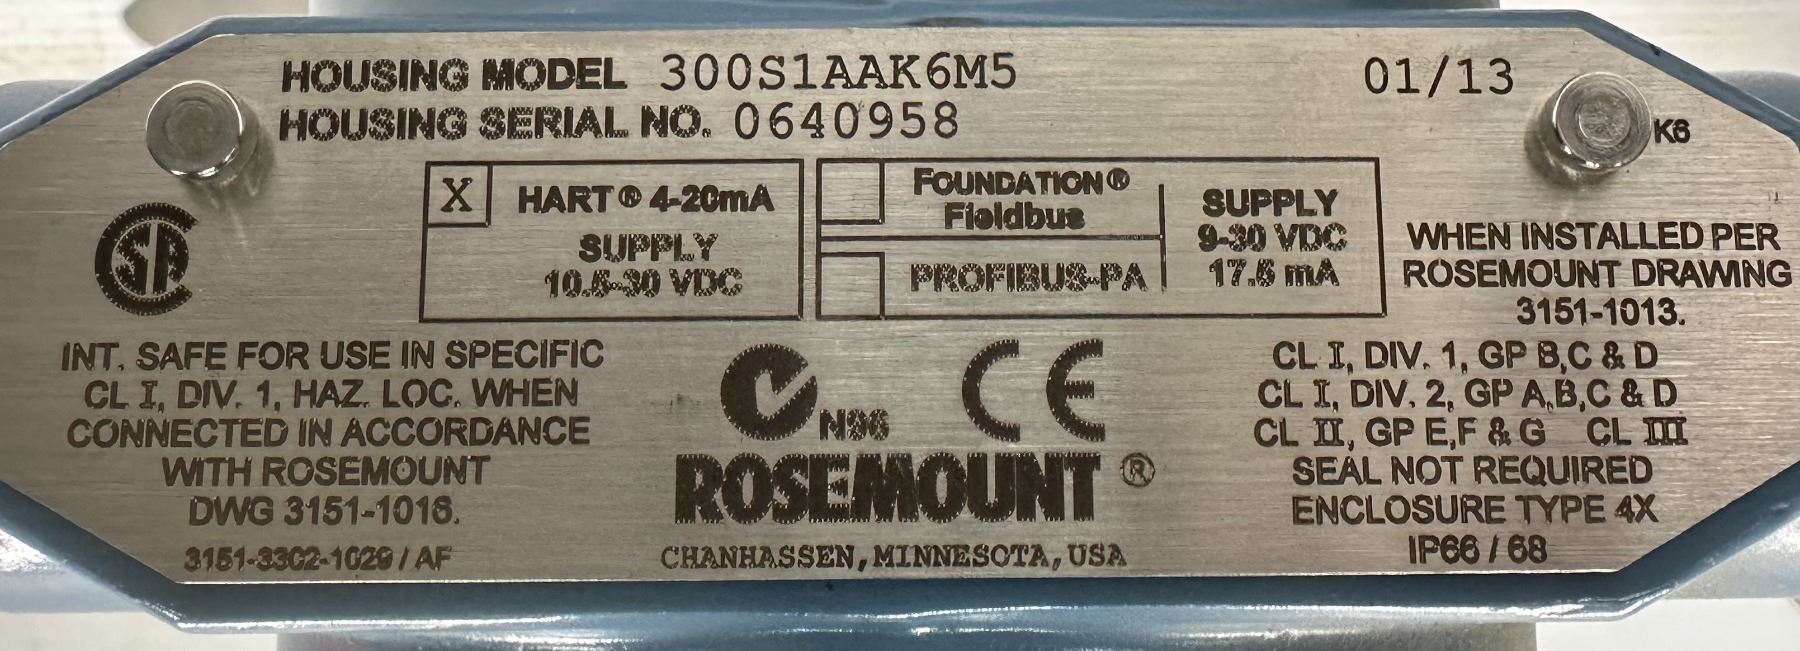 HOUSING MODEL 300S1AAK6M5 01/13
HOUSING SERIAL NO. 0640958
K6
X HART® 4-20mA
SUPPLY
10.5-30 VDC
FOUNDATION®
Fieldbus
PROFIBUS-PA
SUPPLY
9-30 VDC
17.5 mA
WHEN INSTALLED PER
ROSEMOUNT DRAWING
3151-1013.
CSA
INT. SAFE FOR USE IN SPECIFIC
CL I, DIV. 1, HAZ. LOC. WHEN
CONNECTED IN ACCORDANCE
WITH ROSEMOUNT
DWG 3151-1016.
3151-3302-1029 / AF
N96
CE
ROSEMOUNT®
CHANHASSEN, MINNESOTA, USA
CL I, DIV. 1, GP B,C & D
CL I, DIV. 2, GP A,B,C & D
CL II, GP E,F & G CL III
SEAL NOT REQUIRED
ENCLOSURE TYPE 4X
IP66 / 68